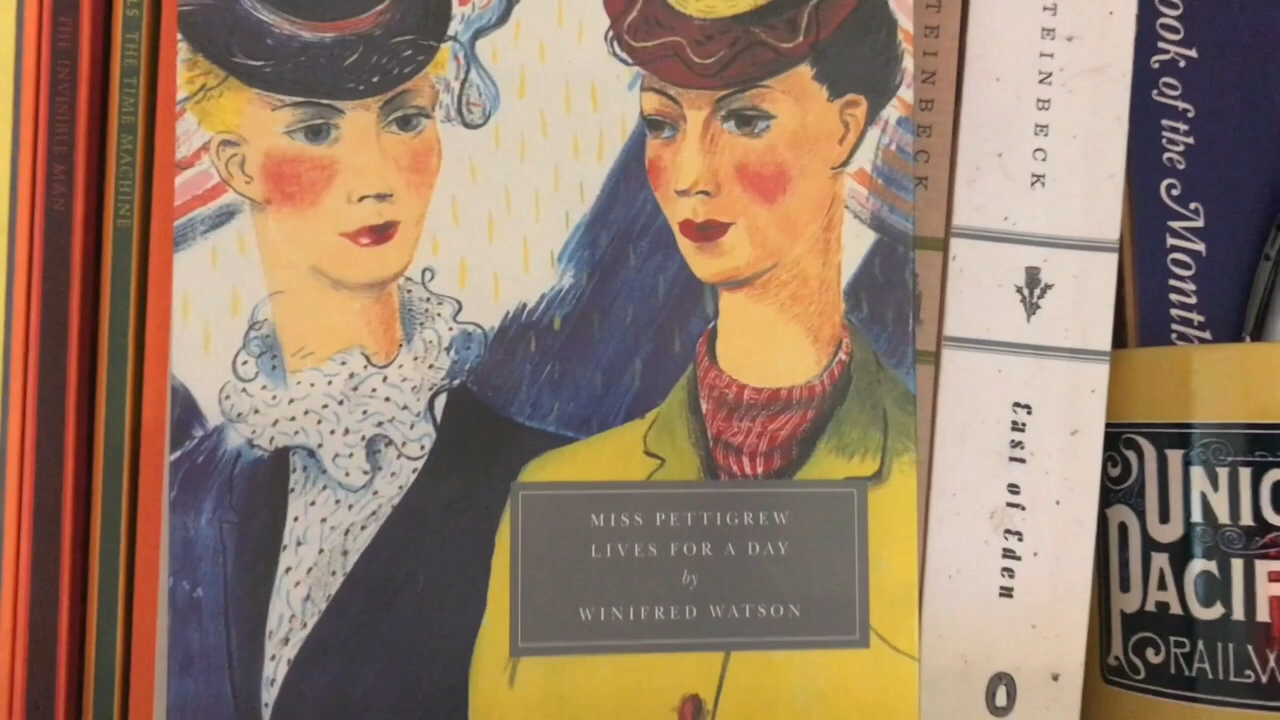 THE INVISIBLE MAN
LS THE TIME MACHINE
MISS PETTIGREW
LIVES FOR A DAY
by
WINIFRED WATSON
TEINBECK
TEINBECK
East of Eden
ook of the Month
UNIO
PACIF
RAILW